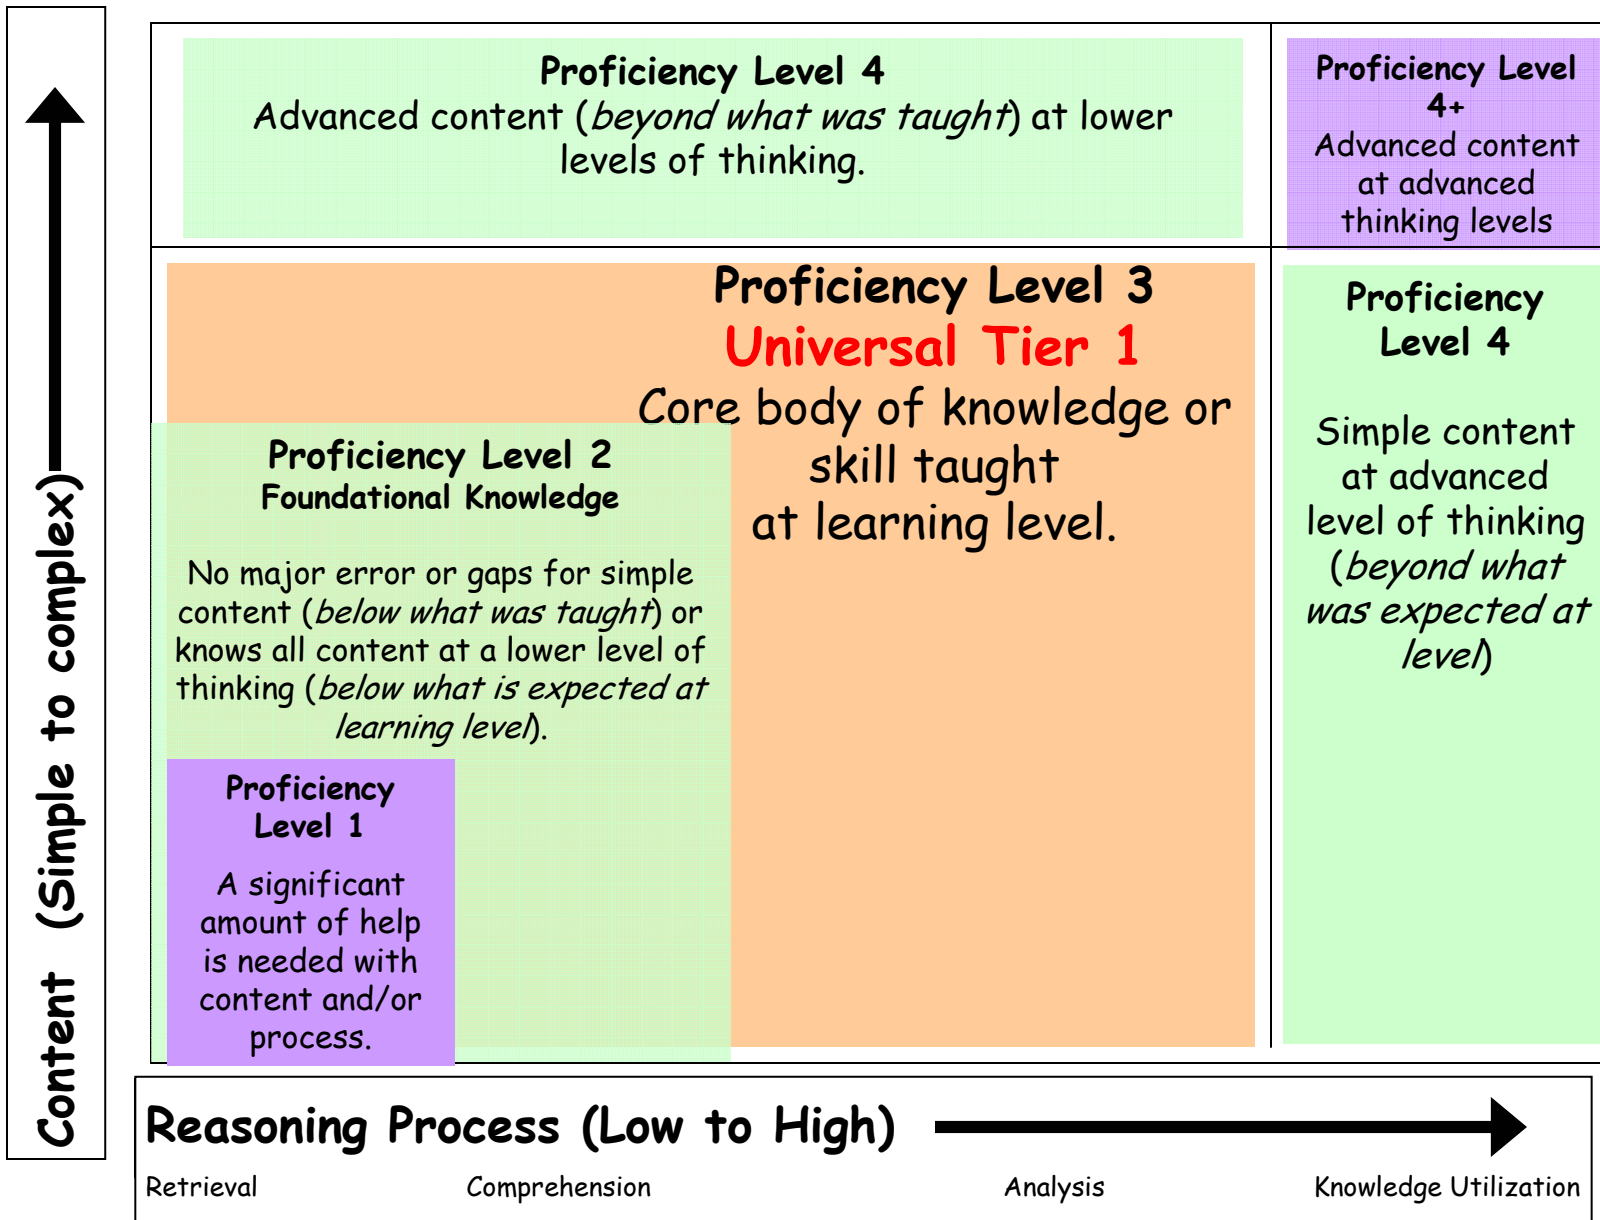 Proficiency Level 4
Advanced content (beyond what was taught) at lower
levels of thinking.
Proficiency Level
4+
Advanced content
at advanced
thinking levels
Proficiency Level 3
Universal Tier 1
Core body of knowledge or
skill taught
at learning level.
Proficiency
Level 4
Simple content
at advanced
level of thinking
(beyond what
was expected at
level)
Proficiency Level 2
Foundational Knowledge
No major error or gaps for simple
content (below what was taught) or
knows all content at a lower level of
thinking (below what is expected at
learning level).
Proficiency
Level 1
A significant
amount of help
is needed with
content and/or
process.
Content (Simple to complex)
Reasoning Process (Low to High)
Retrieval Comprehension Analysis Knowledge Utilization